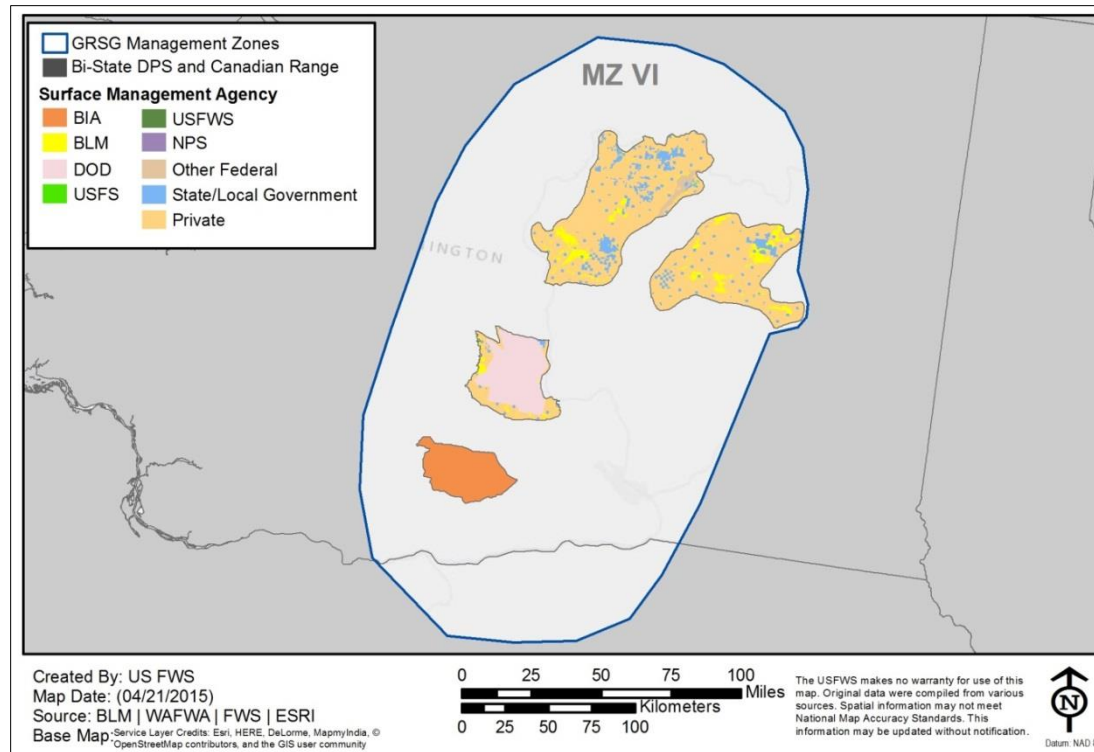 GRSG Management Zones
Bi-State DPS and Canadian Range
Surface Management Agency
BIA
BLM
DOD
USFS
USFWS
NPS
Other Federal
State/Local Government
Private
MZ VI
INGTON
Created By: US FWS
Map Date: (04/21/2015)
Source: BLM | WAFWA | FWS | ESRI
Base Map: Service Layer Credits: Esri, HERE, DeLorme, MapmyIndia, ©
OpenStreetMap contributors, and the GIS user community
0 25 50 75 100
Miles
Kilometers
0 25 50 75 100
The USFWS makes no warranty for use of this
map. Original data were compiled from various
sources. Spatial information may not meet
National Map Accuracy Standards. This
information may be updated without notification.
N
Datum: NAD